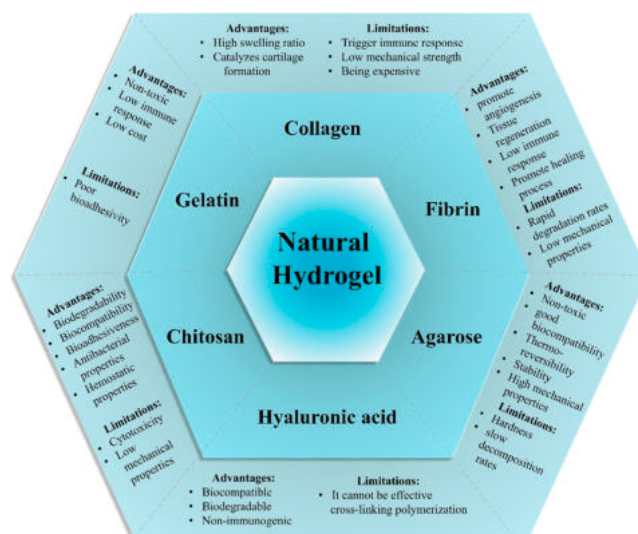 Advantages:
• High swelling ratio
• Catalyzes cartilage
formation
Limitations:
• Trigger immune response
• Low mechanical strength
• Being expensive
Collagen
Advantages:
• Non-toxic
• Low immune
response
• Low cost
Limitations:
• Poor
bioadhesivity
Gelatin
Advantages:
• promote
angiogenesis
• Tissue
regeneration
• Low immune
response
• Promote healing
process
Limitations:
• Rapid
degradation rates
• Low mechanical
properties
Fibrin
Natural
Hydrogel
Advantages:
• Biodegradability
• Biocompatibility
• Bioadhesiveness
• Antibacterial
properties
• Hemostatic
properties
Limitations:
• Cytotoxicity
• Low
mechanical
properties
Chitosan
Advantages:
• Non-toxic
good
biocompatibility
• Thermo-
reversibility
• Stability
• High mechanical
properties
Limitations:
• Hardness
• slow
decomposition
rates
Agarose
Hyaluronic acid
Advantages:
• Biocompatible
• Biodegradable
• Non-immunogenic
Limitations:
• It cannot be effective
cross-linking polymerization